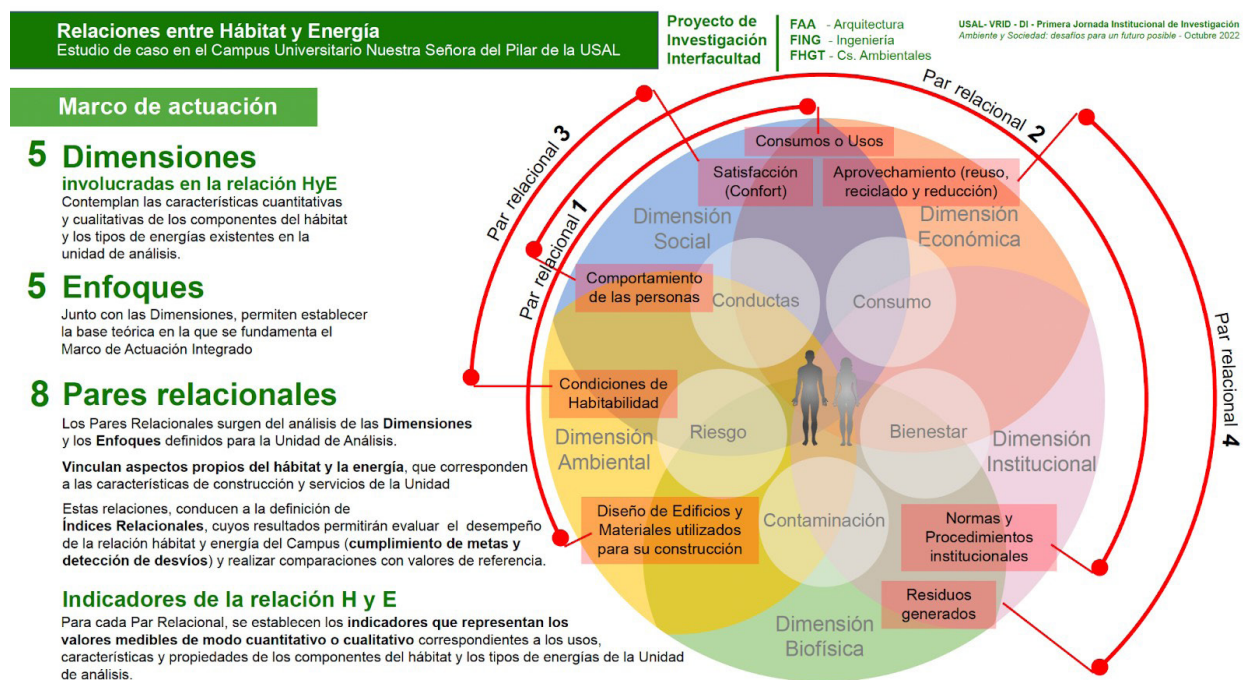 Relaciones entre Hábitat y Energía
Estudio de caso en el Campus Universitario Nuestra Señora del Pilar de la USAL
Proyecto de
Investigación
Interfacultad
FAA - Arquitectura
FING - Ingeniería
FHGT - Cs. Ambientales
USAL- VRID - DI - Primera Jornada Institucional de Investigación
Ambiente y Sociedad: desafíos para un futuro posible - Octubre 2022
Marco de actuación
5 Dimensiones
involucradas en la relación HyE
Contemplan las características cuantitativas
y cualitativas de los componentes del hábitat
y los tipos de energías existentes en la
unidad de análisis.
5 Enfoques
Junto con las Dimensiones, permiten establecer
la base teórica en la que se fundamenta el
Marco de Actuación Integrado
8 Pares relacionales
Los Pares Relacionales surgen del análisis de las Dimensiones
y los Enfoques definidos para la Unidad de Análisis.
Vinculan aspectos propios del hábitat y la energía, que corresponden
a las características de construcción y servicios de la Unidad
Estas relaciones, conducen a la definición de
Índices Relacionales, cuyos resultados permitirán evaluar el desempeño
de la relación hábitat y energía del Campus (cumplimiento de metas y
detección de desvíos) y realizar comparaciones con valores de referencia.
Indicadores de la relación H y E
Para cada Par Relacional, se establecen los indicadores que representan los
valores medibles de modo cuantitativo o cualitativo correspondientes a los usos,
características y propiedades de los componentes del hábitat y los tipos de energías de la Unidad
de análisis.
Par relacional 3
Par relacional 1
Par relacional 2
Par relacional 4
Consumos o Usos
Satisfacción
(Confort)
Aprovechamiento (reuso,
reciclado y reducción)
Dimensión
Social
Dimensión
Económica
Comportamiento
de las personas
Conductas
Consumo
Condiciones de
Habitabilidad
Riesgo
Bienestar
Dimensión
Ambiental
Dimensión
Institucional
Diseño de Edificios y
Materiales utilizados
para su construcción
Contaminación
Normas y
Procedimientos
institucionales
Residuos
generados
Dimensión
Biofísica